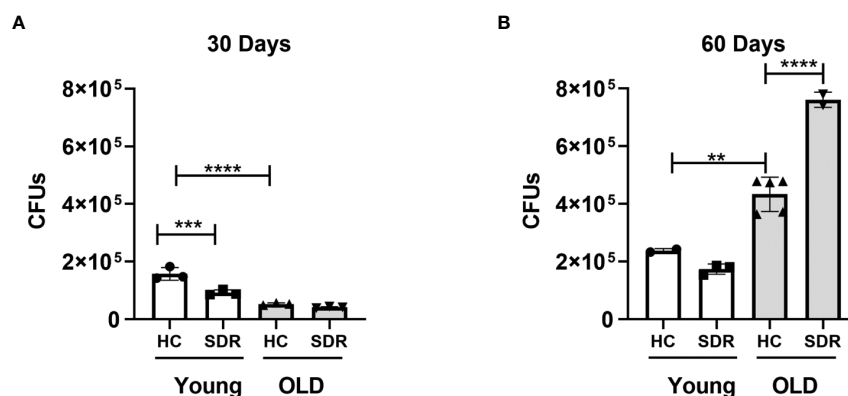 A
30 Days
CFUs
8×10⁵
6×10⁵
4×10⁵
2×10⁵
0
****
***
HC SDR HC SDR
Young OLD
B
60 Days
CFUs
8×10⁵
6×10⁵
4×10⁵
2×10⁵
0
****
**
HC SDR HC SDR
Young OLD